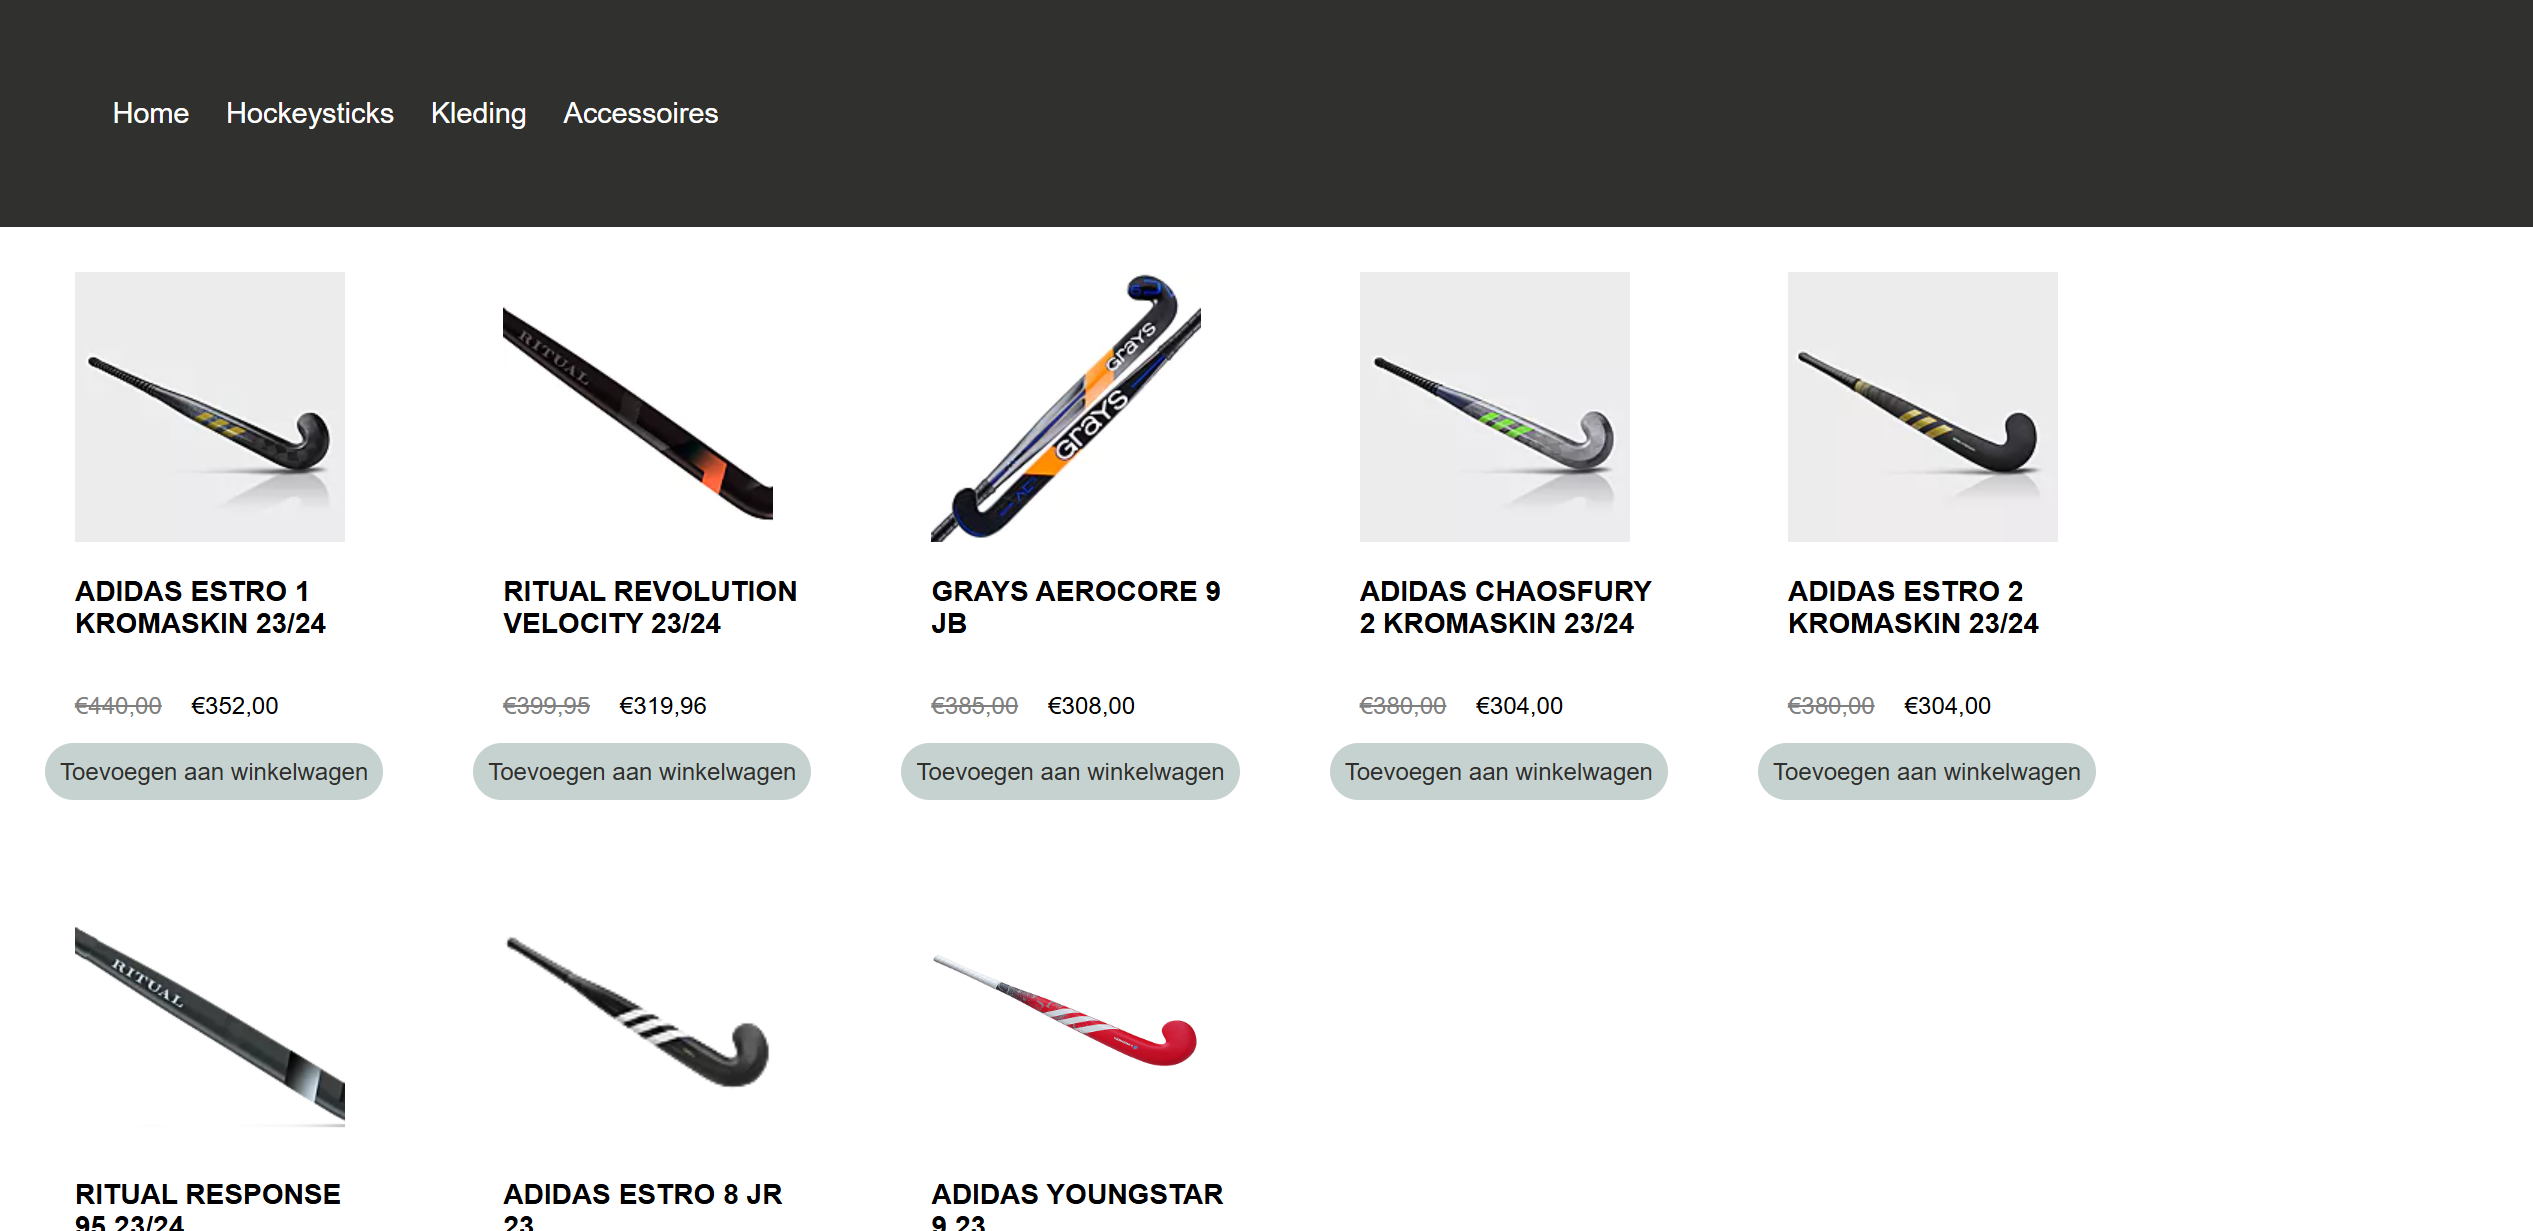 Home Hockeysticks Kleding Accessoires
RITUAL
GRAYS
GRAYS
ADIDAS ESTRO 1
KROMASKIN 23/24
€440,00 €352,00
Toevoegen aan winkelwagen
RITUAL REVOLUTION
VELOCITY 23/24
€399,95 €319,96
Toevoegen aan winkelwagen
GRAYS AEROCORE 9
JB
€385,00 €308,00
Toevoegen aan winkelwagen
ADIDAS CHAOSFURY
2 KROMASKIN 23/24
€380,00 €304,00
Toevoegen aan winkelwagen
ADIDAS ESTRO 2
KROMASKIN 23/24
€380,00 €304,00
Toevoegen aan winkelwagen
RITUAL
RITUAL RESPONSE
95 23/24
ADIDAS ESTRO 8 JR
23
ADIDAS YOUNGSTAR
9 23